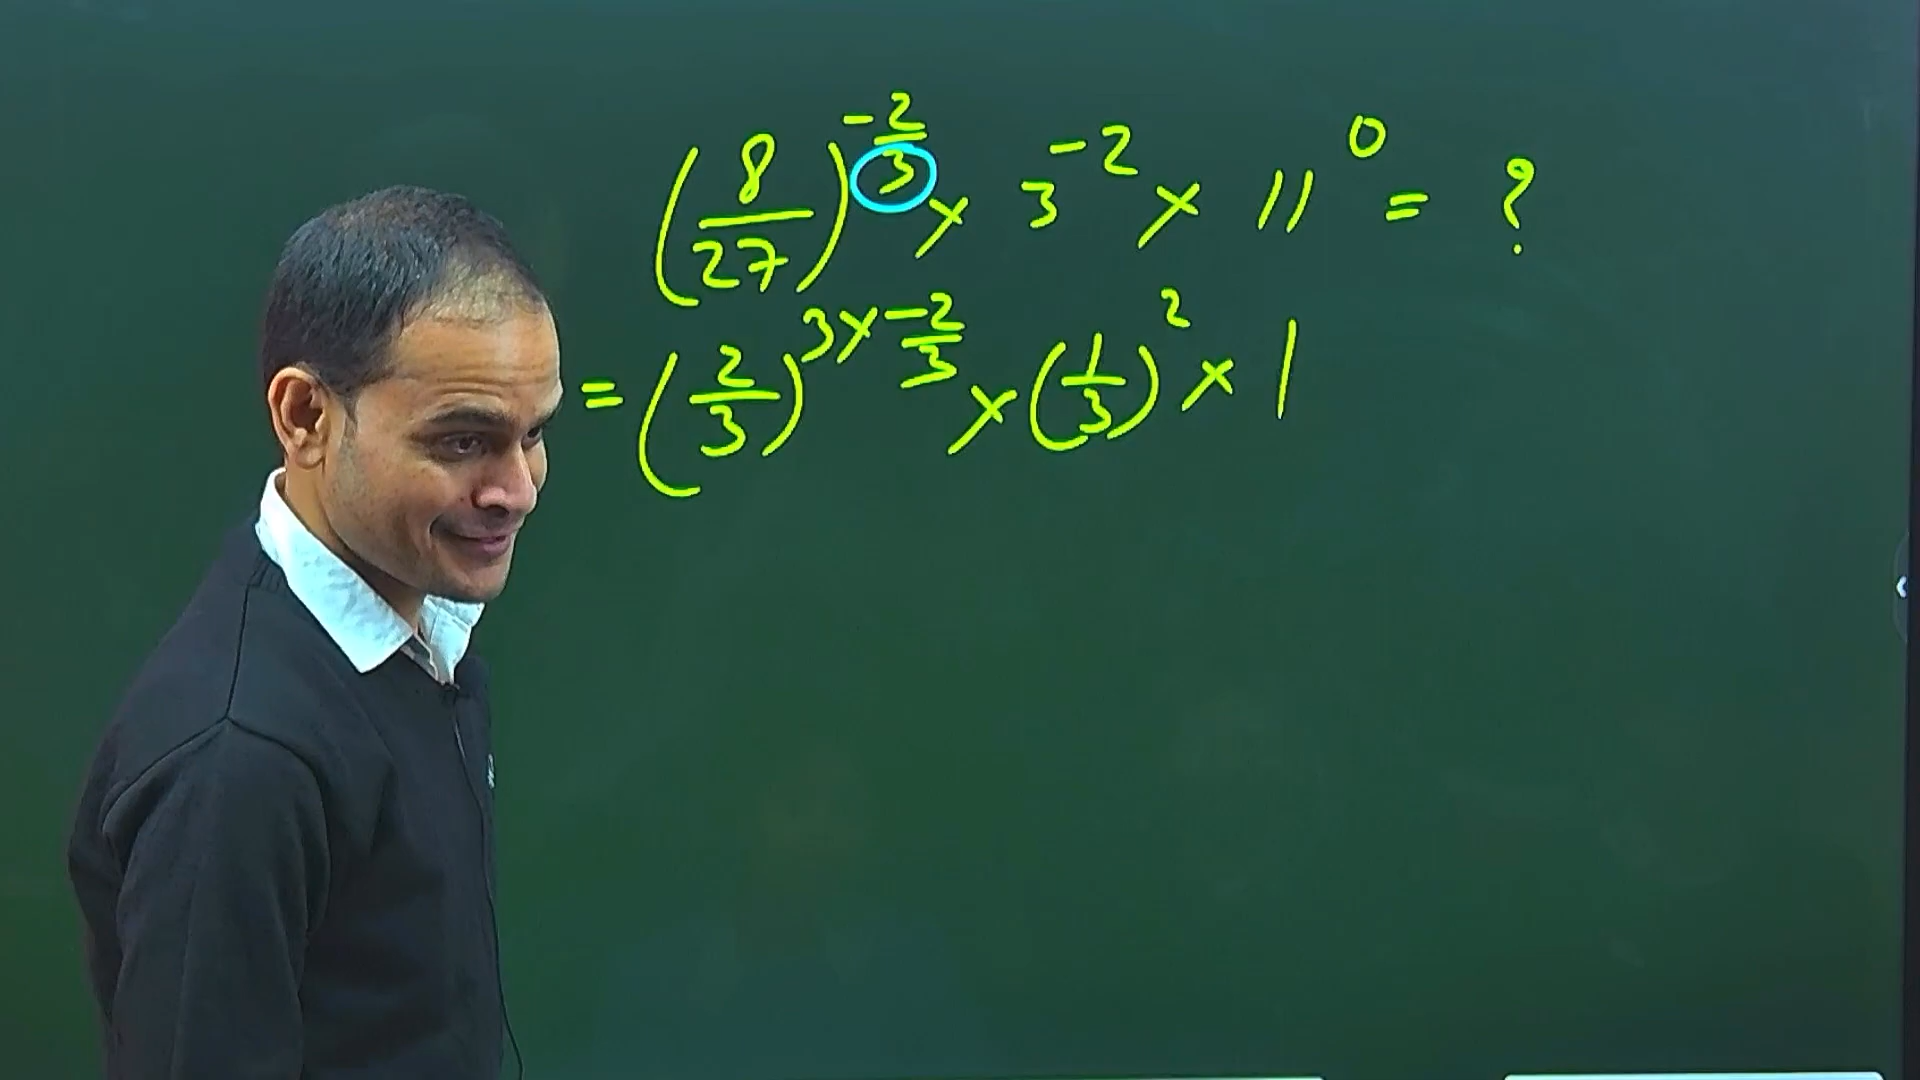 (8/27)^(-2/3) × 3^(-2) × 11^0 = ?
= (2/3)^(3×-2/3) × (1/3)^2 × 1